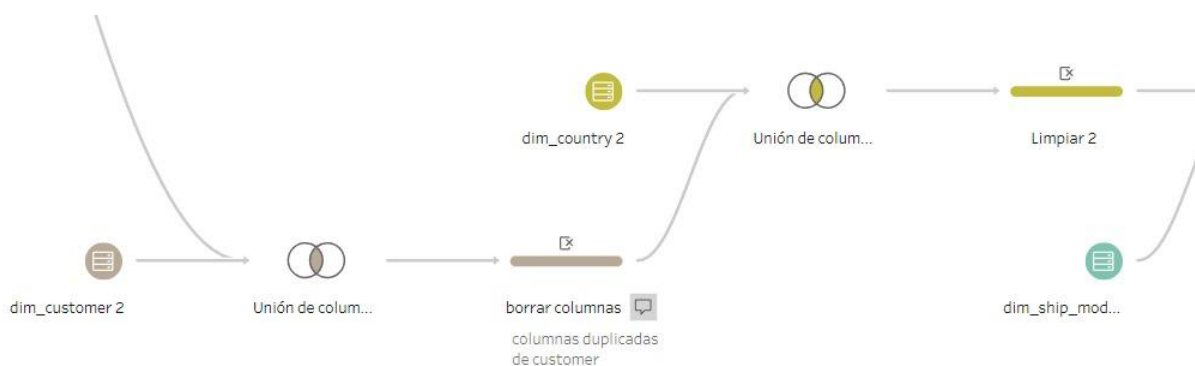 dim_country 2
Unión de colum...
Limpiar 2
dim_customer 2
Unión de colum...
borrar columnas
dim_ship_mod...
columnas duplicadas
de customer